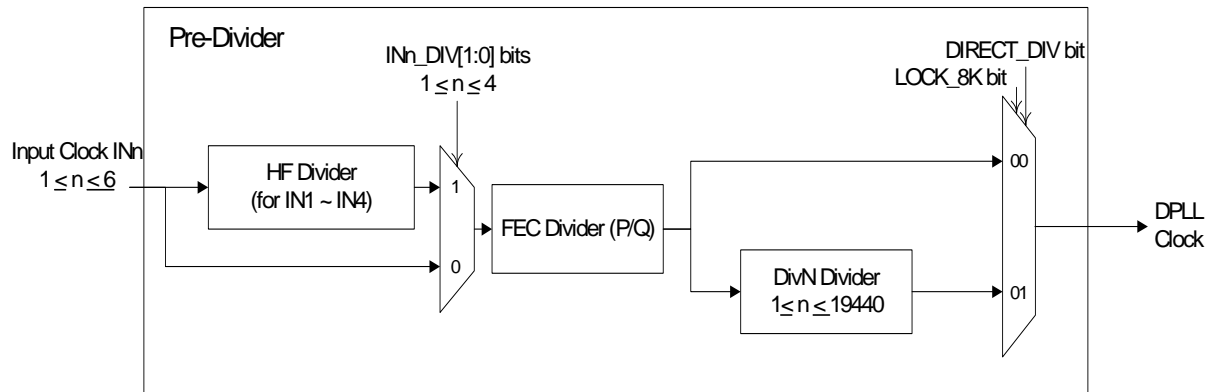 Pre-Divider
INn_DIV[1:0] bits
1 ≤ n ≤ 4
DIRECT_DIV bit
LOCK_8K bit
Input Clock INn
1 ≤ n ≤ 6
HF Divider
(for IN1 ~ IN4)
1
0
FEC Divider (P/Q)
00
DivN Divider
1 ≤ n ≤ 19440
01
DPLL
Clock